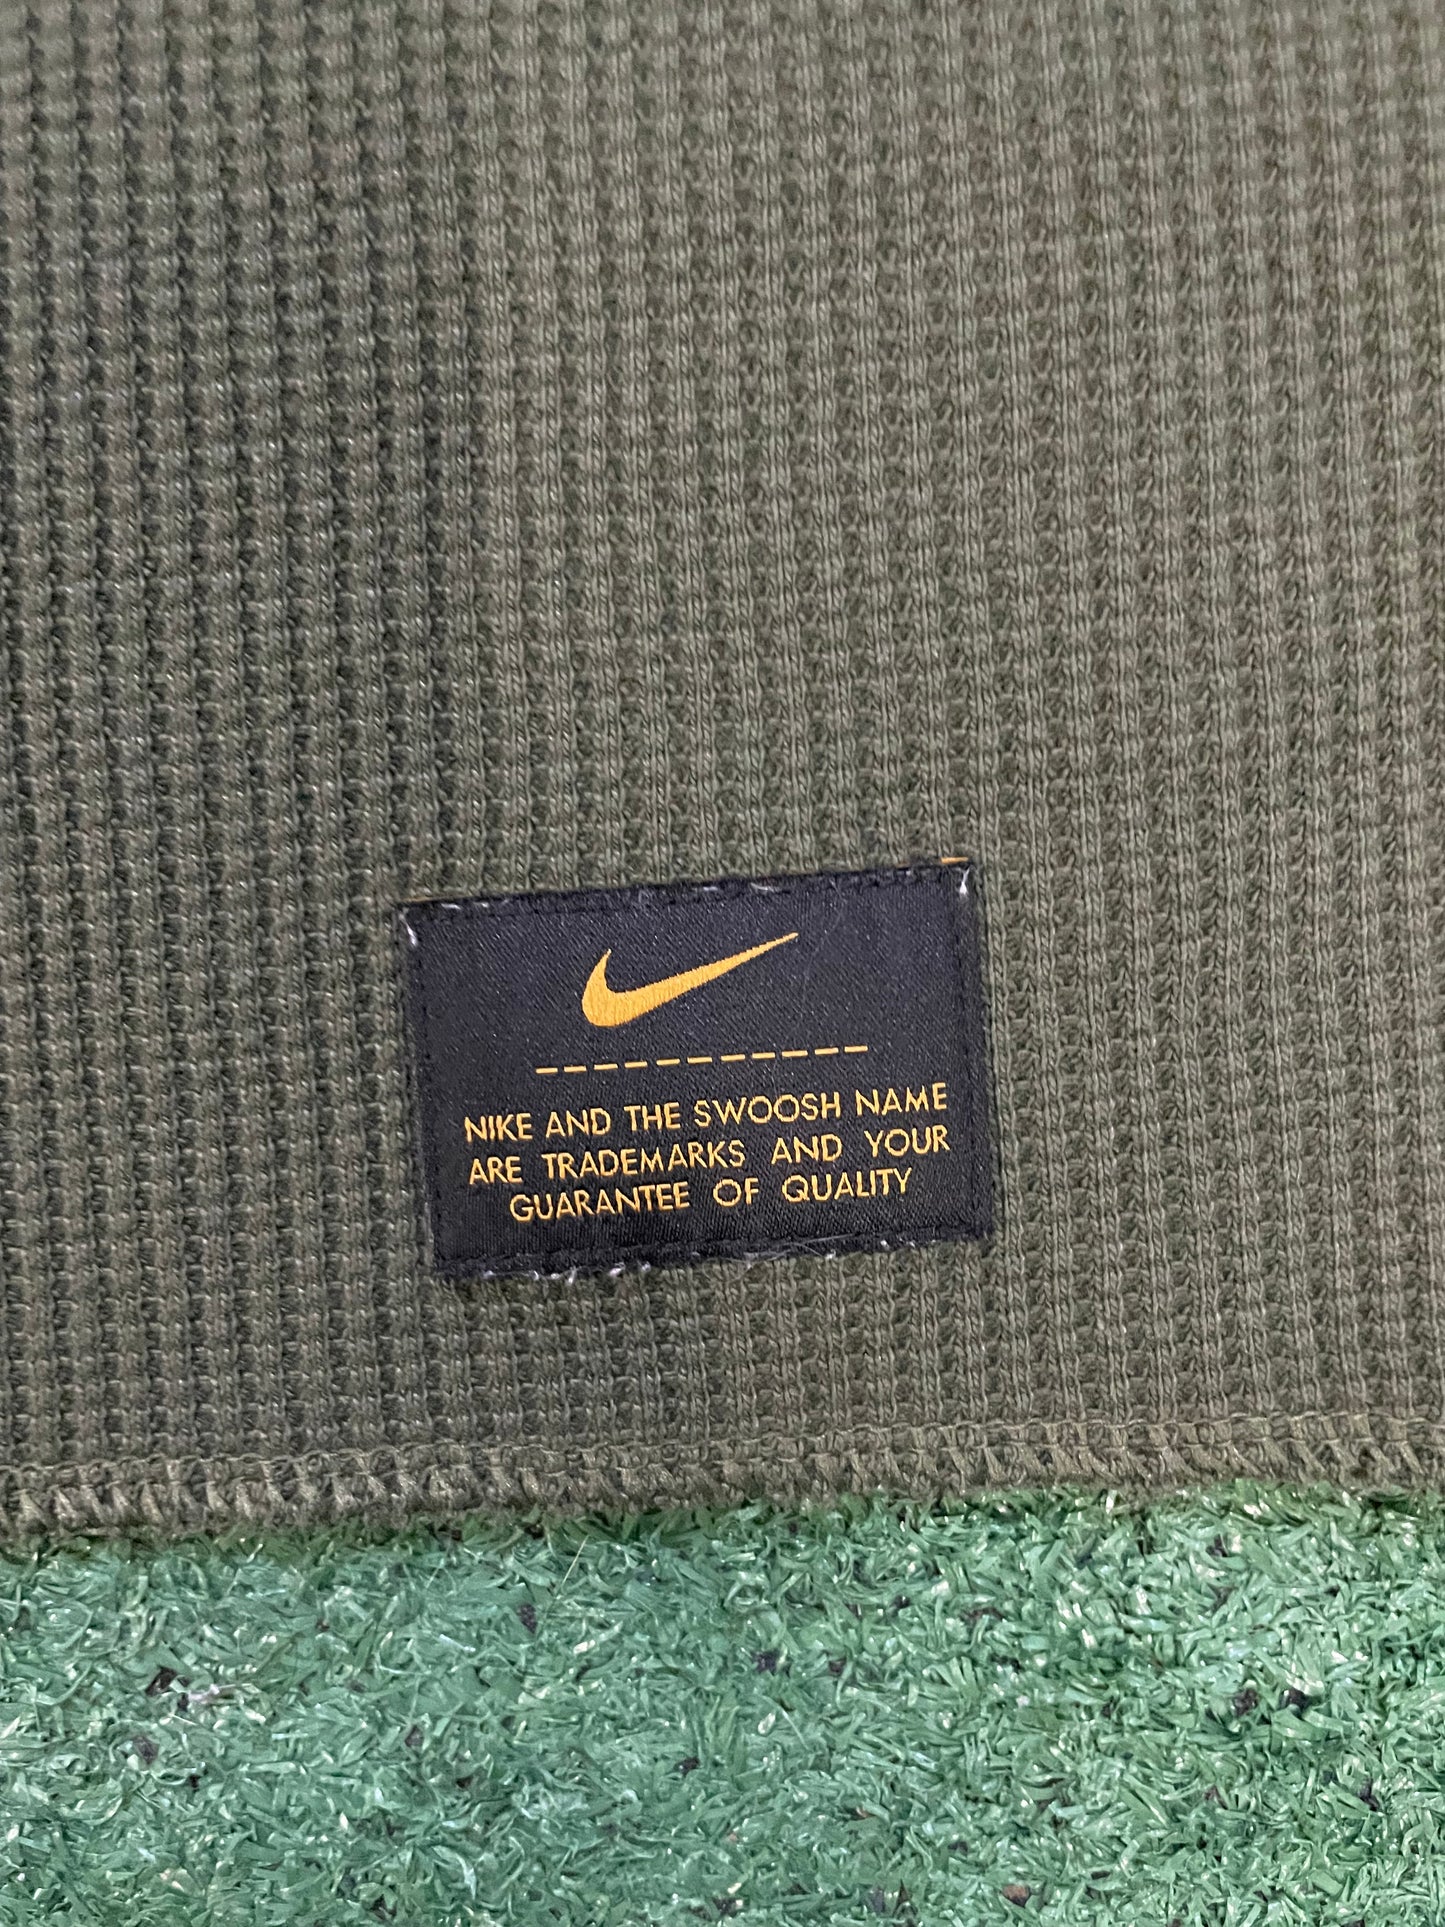 NIKE AND THE SWOOSH NAME
ARE TRADEMARKS AND YOUR
GUARANTEE OF QUALITY